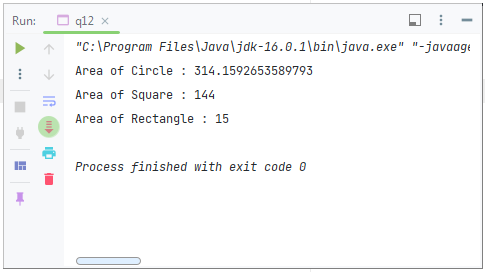 Run: q12
"C:\Program Files\Java\jdk-16.0.1\bin\java.exe" "-javaage
Area of Circle : 314.1592653589793
Area of Square : 144
Area of Rectangle : 15
Process finished with exit code 0